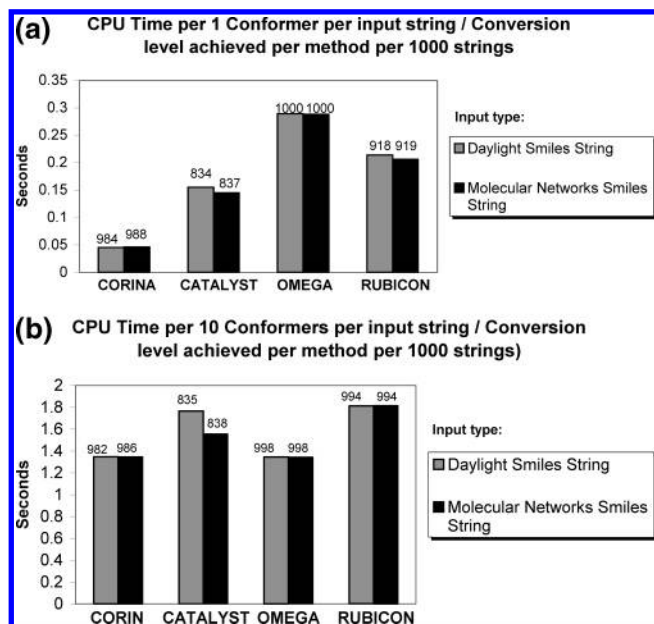 (a)
CPU Time per 1 Conformer per input string / Conversion
level achieved per method per 1000 strings
0.35
0.3
0.25
0.2
0.15
0.1
0.05
0
Seconds
984 988
834 837
1000 1000
918 919
CORINA CATALYST OMEGA RUBICON
Input type:
Daylight Smiles String
Molecular Networks Smiles
String
(b)
CPU Time per 10 Conformers per input string / Conversion
level achieved per method per 1000 strings)
2
1.8
1.6
1.4
1.2
1
0.8
0.6
0.4
0.2
0
Seconds
982 986
835 838
998 998
994 994
CORIN CATALYST OMEGA RUBICON
Input type:
Daylight Smiles String
Molecular Networks Smiles
String